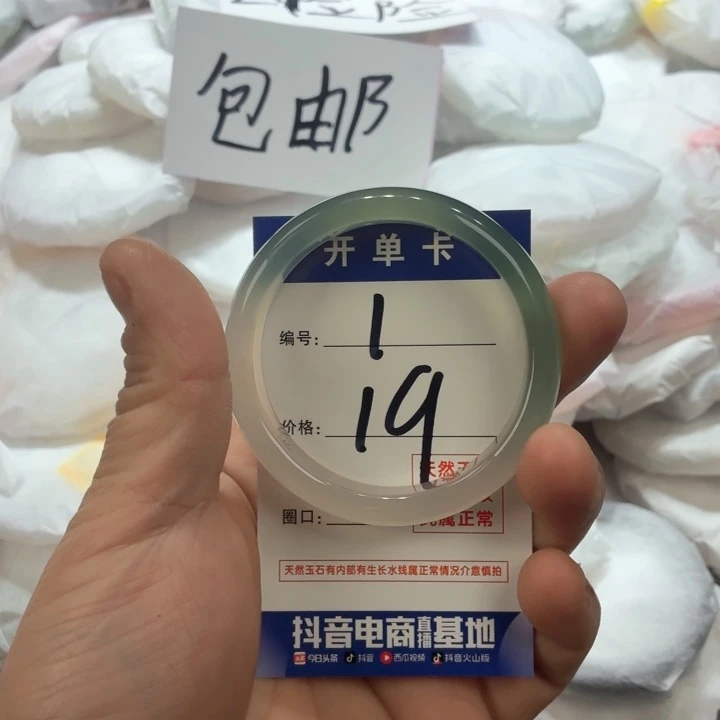 包邮
开单卡
编号: 1
价格: 19
圈口:
属正常
天然玉石有内部有生长水线属正常情况介意慎拍
抖音电商直播基地
今日头条 抖音 西瓜视频 抖音火山版